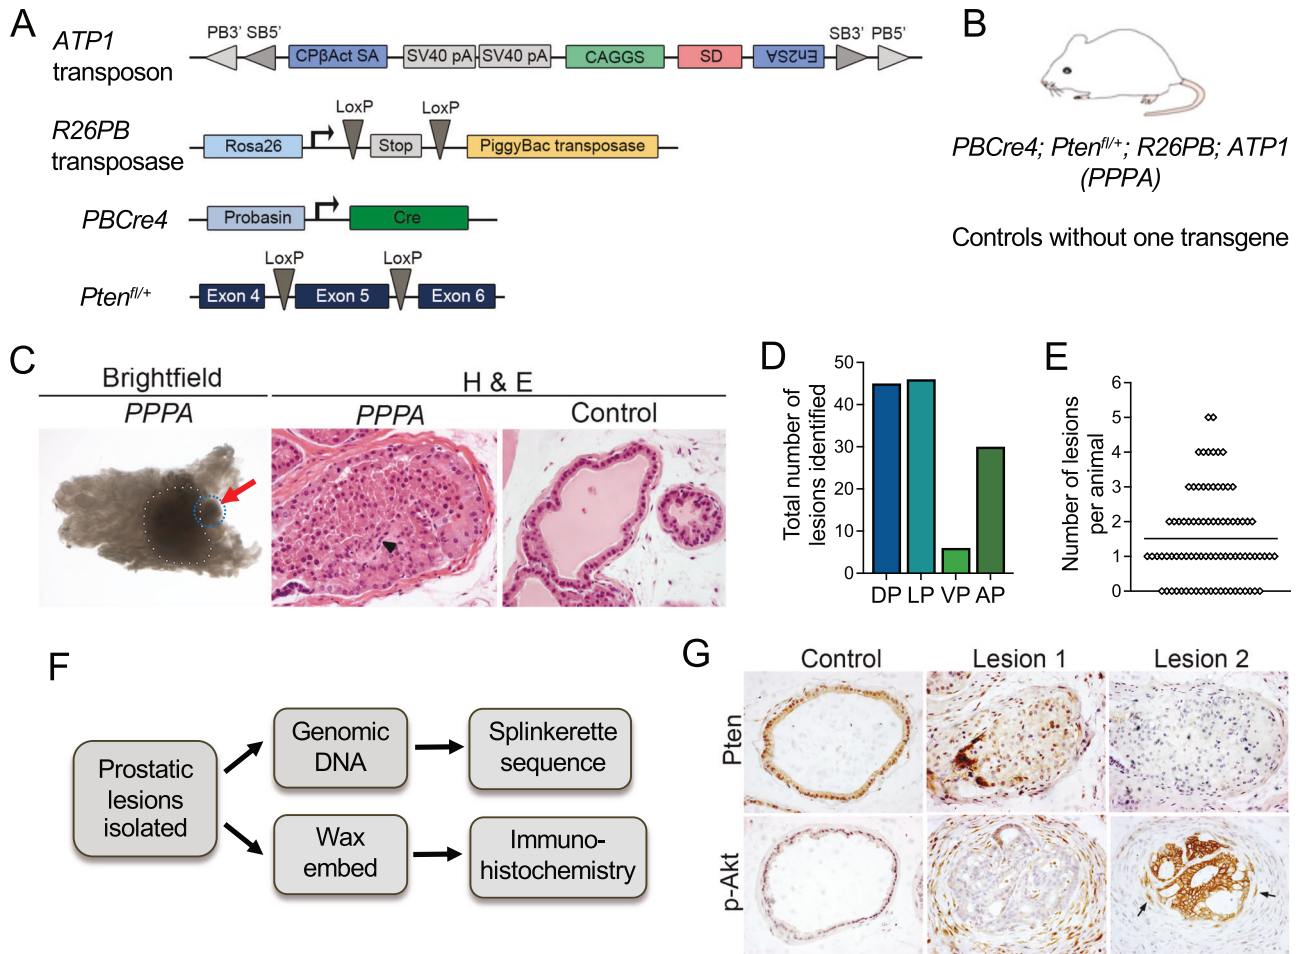 A
ATP1
transposon
PB3’ SB5’
CPβAct SA
SV40 pA
SV40 pA
CAGGS
SD
En2SA
SB3’ PB5’
R26PB
transposase
Rosa26
LoxP
Stop
LoxP
PiggyBac transposase
PBCre4
Probasin
Cre
Ptenfl/+
LoxP
LoxP
Exon 4
Exon 5
Exon 6
B
PBCre4; Ptenfl/+; R26PB; ATP1
(PPPA)
Controls without one transgene
C
Brightfield
H & E
PPPA
PPPA
Control
D
Total number of
lesions identified
50
40
30
20
10
0
DP LP VP AP
E
Number of lesions
per animal
6
5
4
3
2
1
0
F
Prostatic
lesions
isolated
Genomic
DNA
Splinkerette
sequence
Wax
embed
Immuno-
histochemistry
G
Control
Lesion 1
Lesion 2
Pten
p-Akt